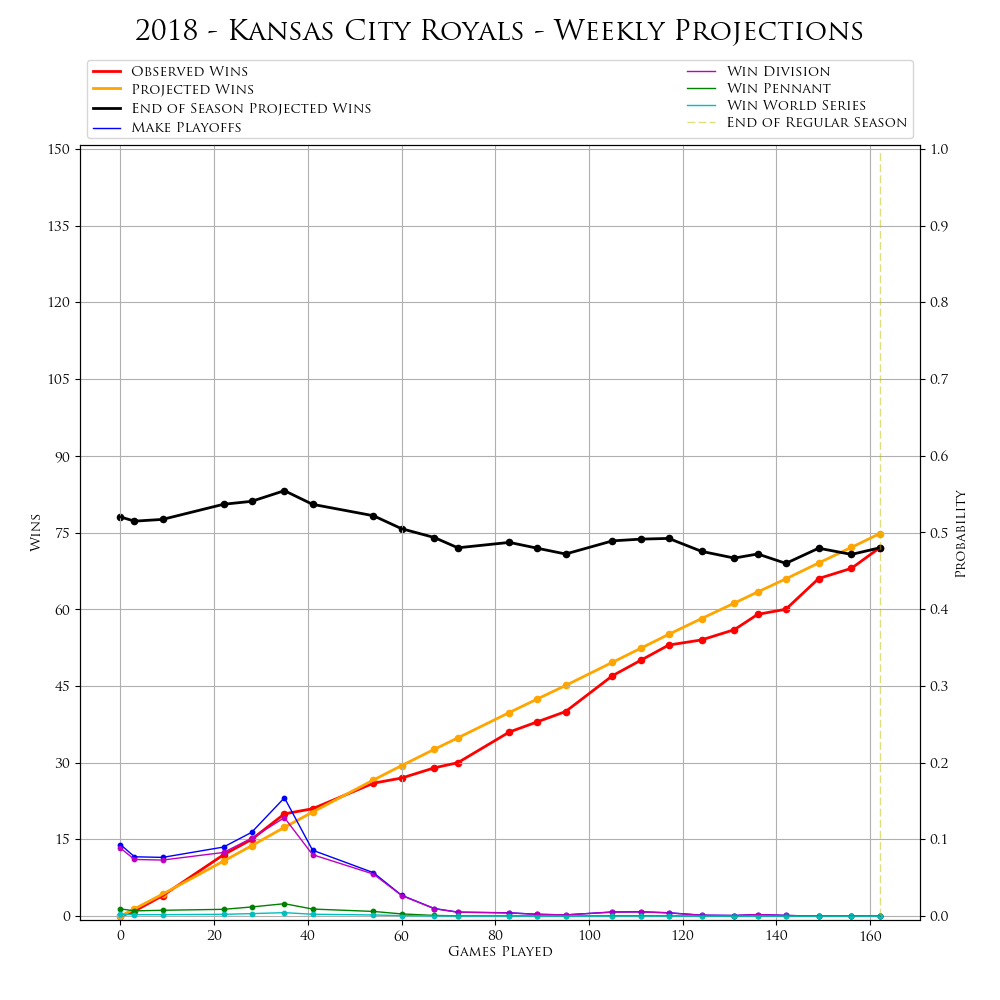 2018 - Kansas City Royals - Weekly Projections
Observed Wins
Projected Wins
End of Season Projected Wins
Make Playoffs
Win Division
Win Pennant
Win World Series
End of Regular Season
150
135
120
105
90
75
60
45
30
15
0
Wins
1.0
0.9
0.8
0.7
0.6
0.5
0.4
0.3
0.2
0.1
0.0
Probability
0 20 40 60 80 100 120 140 160
Games Played